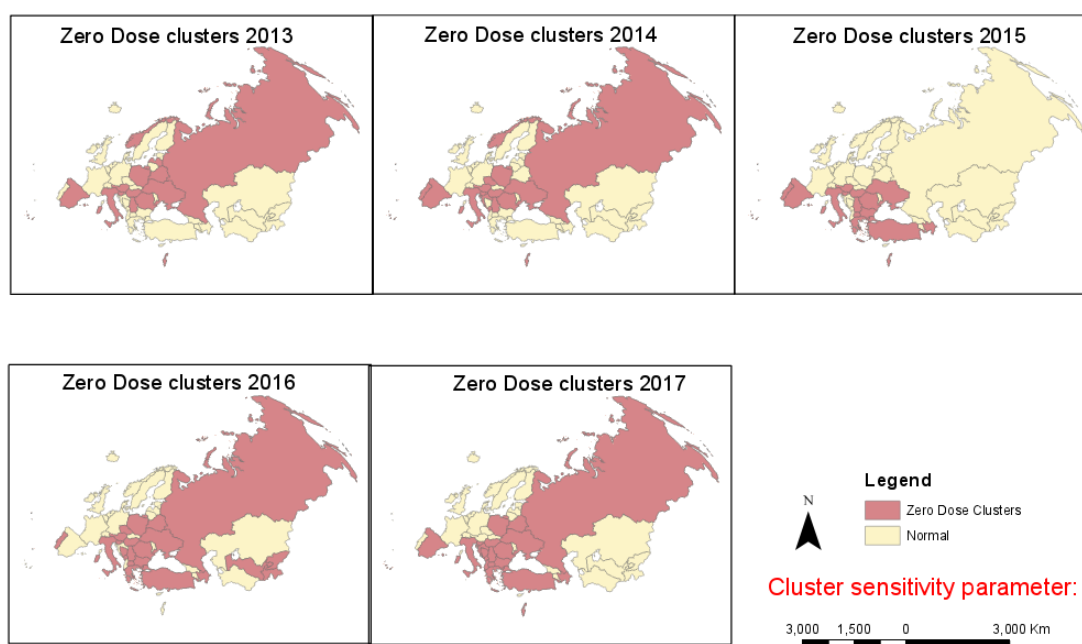 Zero Dose clusters 2013
Zero Dose clusters 2014
Zero Dose clusters 2015
Zero Dose clusters 2016
Zero Dose clusters 2017
N
Legend
Zero Dose Clusters
Normal
Cluster sensitivity parameter:
3,000 1,500 0 3,000 Km